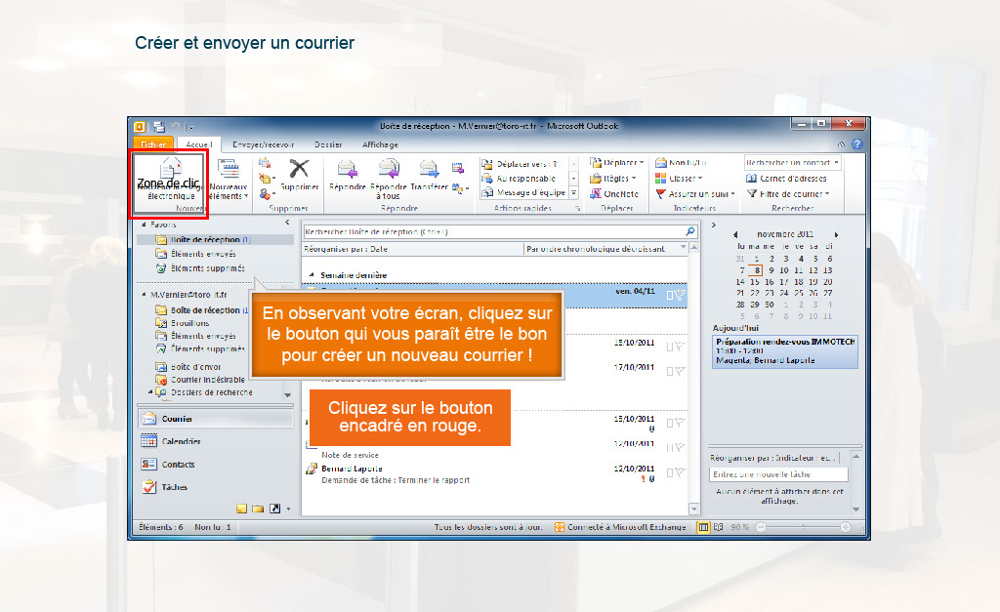 Créer et envoyer un courrier
Boîte de réception - M.Vernier@toro-it.fr - Microsoft Outlook
Fichier Accueil Envoyer/recevoir Dossier Affichage
Zone de clic
électronique
Nouveaux
éléments
Supprimer
Répondre Répondre Transférer
à tous
Déplacer vers : ?
Au responsable
Message d'équipe
Déplacer
Règles
OneNote
Non lu/Lu
Classer
Assurer un suivi
Rechercher un contact
Carnet d'adresses
Filtre de courrier
Supprimer Répondre Actions rapides Déplacer Indicateurs Rechercher
Favoris
Boîte de réception (1)
Éléments envoyés
Éléments supprimés
M.Vernier@toro-it.fr
Boîte de réception (1
Brouillons
Éléments envoyés
Éléments supprimés
Boîte d'envoi
Courrier indésirable
Dossiers de recherche
Courrier
Contacts
Calendrier
Tâches
Rechercher Boîte de réception (Ctrl+E)
Réorganiser par : Date Par ordre chronologique décroissant
Semaine dernière
ven. 04/11
En observant votre écran, cliquez sur
le bouton qui vous paraît être le bon
pour créer un nouveau courrier !
18/10/2011
17/10/2011
Cliquez sur le bouton
encadré en rouge.
13/10/2011
12/10/2011
Note de service
Bernard Laporte 12/10/2011
Demande de tâche : Terminer le rapport
novembre 2011
lu ma me je ve sa di
31 1 2 3 4 5 6
7 8 9 10 11 12 13
14 15 16 17 18 19 20
21 22 23 24 25 26 27
28 29 30 1 2 3 4
5 6 7 8 9 10 11
Aujourd'hui
Préparation rendez-vous IMMOTECH
11:00 - 12:00
Magenta; Bernard Laporte
Réorganiser par : Indicateur : éc...
Entrez une nouvelle tâche
Aucun élément à afficher dans cet
affichage.
Éléments : 6 Non lu : 1 Tous les dossiers sont à jour. Connecté à Microsoft Exchange 90 %